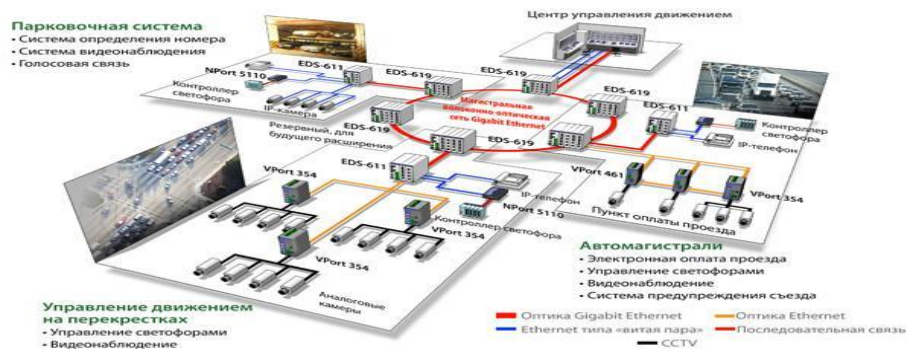 Парковочная система
• Система определения номера
• Система видеонаблюдения
• Голосовая связь
Центр управления движением
EDS-611
EDS-619
EDS-619
NPort 5110
Контроллер
светофора
IP-камера
EDS-619
EDS-611
Магистральная
волоконно-оптическая
сеть Gigabit Ethernet
Контроллер
светофора
IP-телефон
EDS-619
EDS-619
Резервный, для
будущего расширения
EDS-611
VPort 461
VPort 354
VPort 354
IP-телефон
NPort 5110
Пункт оплаты проезда
Контроллер светофора
VPort 354
VPort 354
Аналоговые
камеры
Автомагистрали
• Электронная оплата проезда
• Управление светофорами
• Видеонаблюдение
• Система предупреждения съезда
Управление движением
на перекрестках
• Управление светофорами
• Видеонаблюдение
Оптика Gigabit Ethernet
Оптика Ethernet
Ethernet типа «витая пара»
Последовательная связь
CCTV